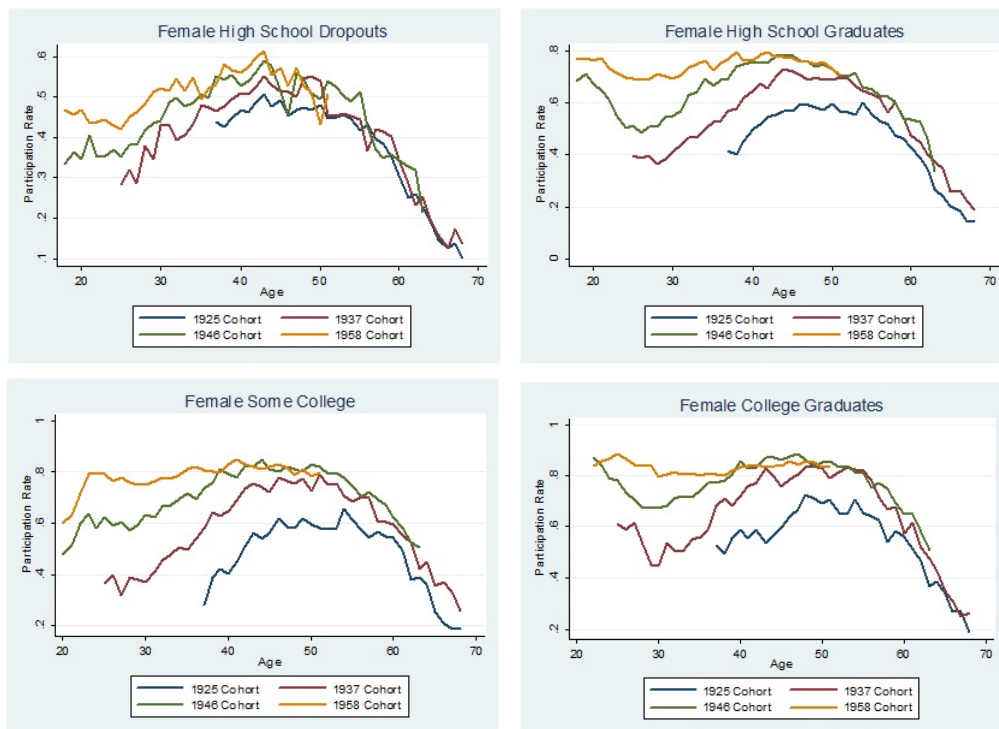 Female High School Dropouts
Participation Rate
.1 .2 .3 .4 .5 .6
20 30 40 50 60 70
Age
1925 Cohort 1937 Cohort
1946 Cohort 1958 Cohort
Female High School Graduates
Participation Rate
0 .2 .4 .6 .8
20 30 40 50 60 70
Age
1925 Cohort 1937 Cohort
1946 Cohort 1958 Cohort
Female Some College
Participation Rate
.2 .4 .6 .8 1
20 30 40 50 60 70
Age
1925 Cohort 1937 Cohort
1946 Cohort 1958 Cohort
Female College Graduates
Participation Rate
.2 .4 .6 .8 1
20 30 40 50 60 70
Age
1925 Cohort 1937 Cohort
1946 Cohort 1958 Cohort